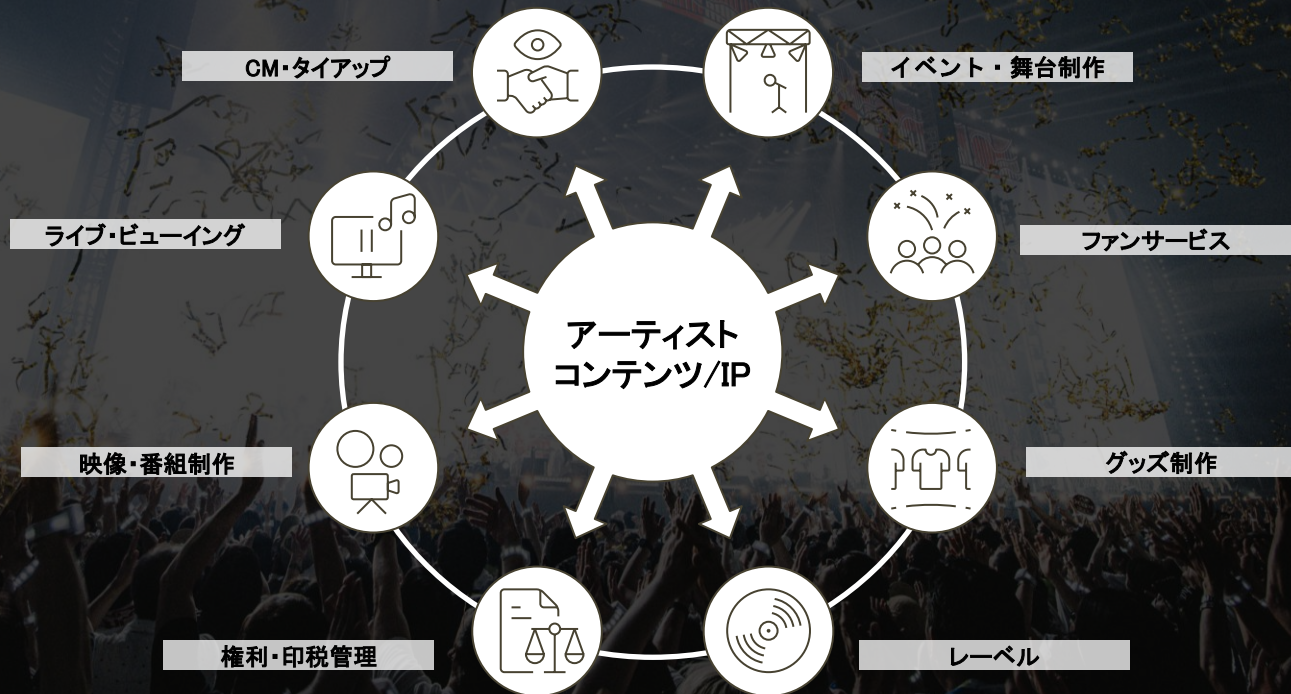 CM・タイアップ
イベント・舞台制作
ライブ・ビューイング
ファンサービス
アーティスト
コンテンツ/IP
映像・番組制作
グッズ制作
権利・印税管理
レーベル